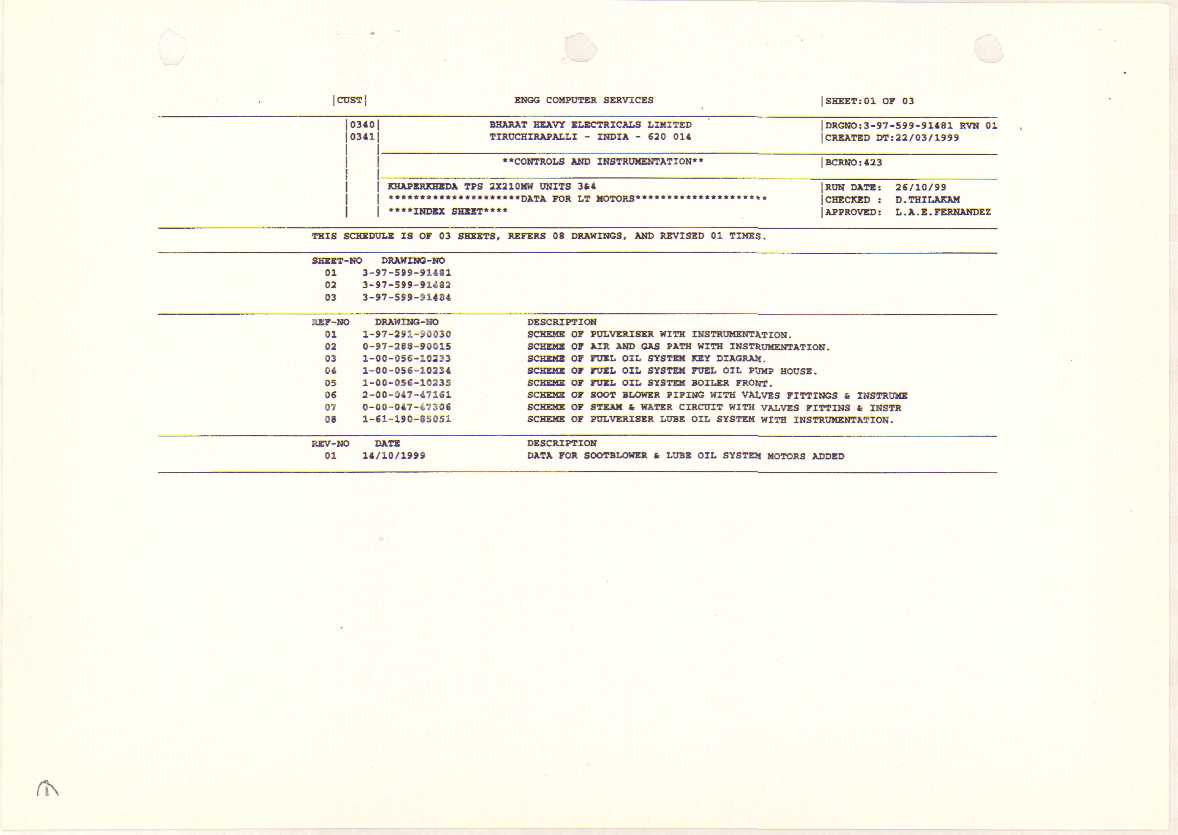 |CUST| ENGG COMPUTER SERVICES |SHEET:01 OF 03
|0340| BHARAT HEAVY ELECTRICALS LIMITED |DRGNO:3-97-599-91481 RVN 01
|0341| TIRUCHIRAPALLI - INDIA - 620 014 |CREATED DT:22/03/1999
**CONTROLS AND INSTRUMENTATION** |BCRNO:423
KHAPERKHEDA TPS 2X210MW UNITS 3&4 |RUN DATE: 26/10/99
*********************DATA FOR LT MOTORS********************* |CHECKED : D.THILAKAM
****INDEX SHEET**** |APPROVED: L.A.E.FERNANDEZ
THIS SCHEDULE IS OF 03 SHEETS, REFERS 08 DRAWINGS, AND REVISED 01 TIMES.
SHEET-NO DRAWING-NO
01 3-97-599-91481
02 3-97-599-91482
03 3-97-599-91484
REF-NO DRAWING-NO DESCRIPTION
01 1-97-291-90030 SCHEME OF PULVERISER WITH INSTRUMENTATION.
02 0-97-288-90015 SCHEME OF AIR AND GAS PATH WITH INSTRUMENTATION.
03 1-00-056-10233 SCHEME OF FUEL OIL SYSTEM KEY DIAGRAM.
04 1-00-056-10234 SCHEME OF FUEL OIL SYSTEM FUEL OIL PUMP HOUSE.
05 1-00-056-10235 SCHEME OF FUEL OIL SYSTEM BOILER FRONT.
06 2-00-047-47161 SCHEME OF SOOT BLOWER PIPING WITH VALVES FITTINGS & INSTRUME
07 0-00-047-47306 SCHEME OF STEAM & WATER CIRCUIT WITH VALVES FITTINS & INSTR
08 1-61-190-85051 SCHEME OF PULVERISER LUBE OIL SYSTEM WITH INSTRUMENTATION.
REV-NO DATE DESCRIPTION
01 14/10/1999 DATA FOR SOOTBLOWER & LUBE OIL SYSTEM MOTORS ADDED